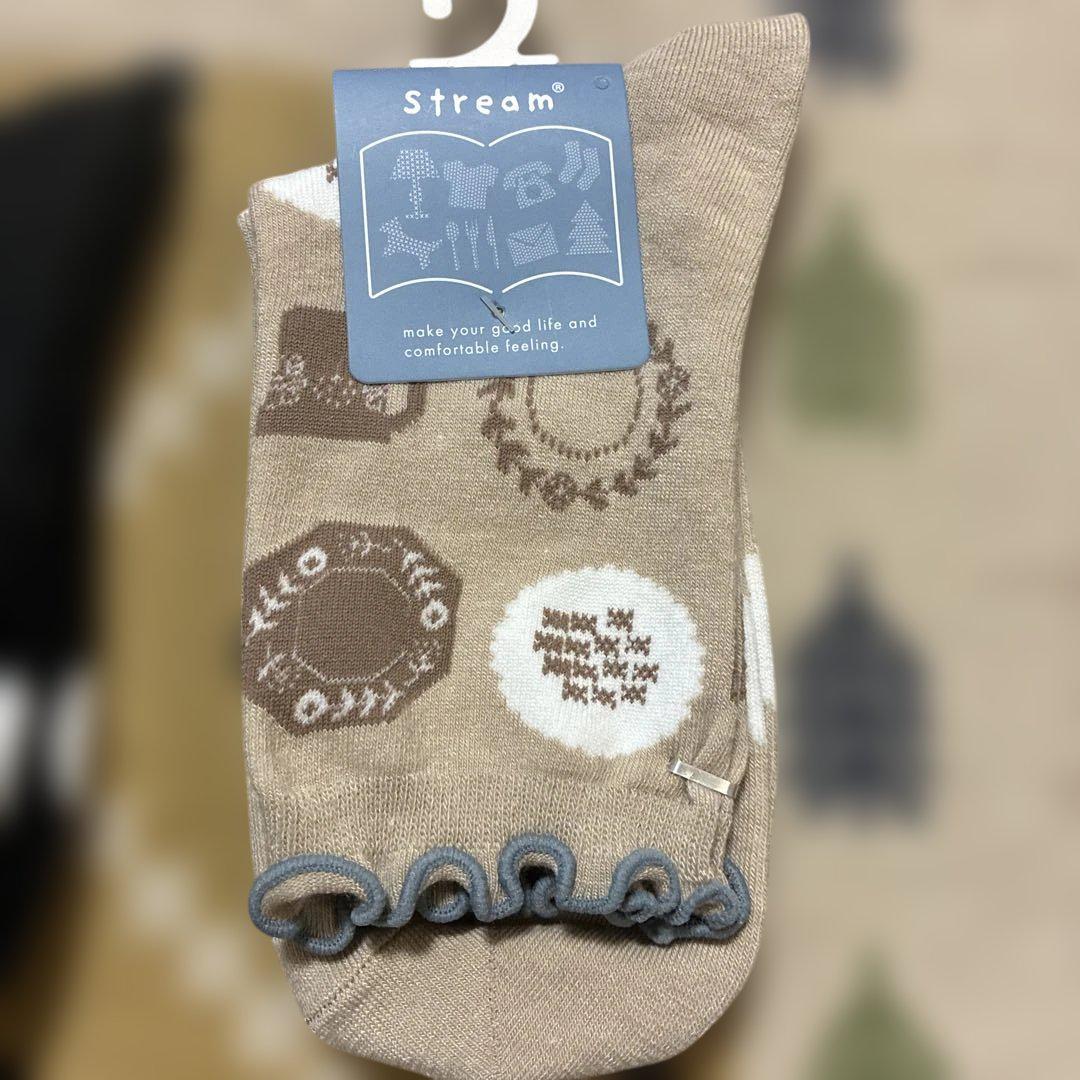 stream®
make your good life and
comfortable feeling.